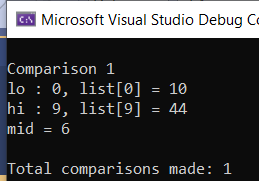 Microsoft Visual Studio Debug Co
Comparison 1
lo : 0, list[0] = 10
hi : 9, list[9] = 44
mid = 6
Total comparisons made: 1